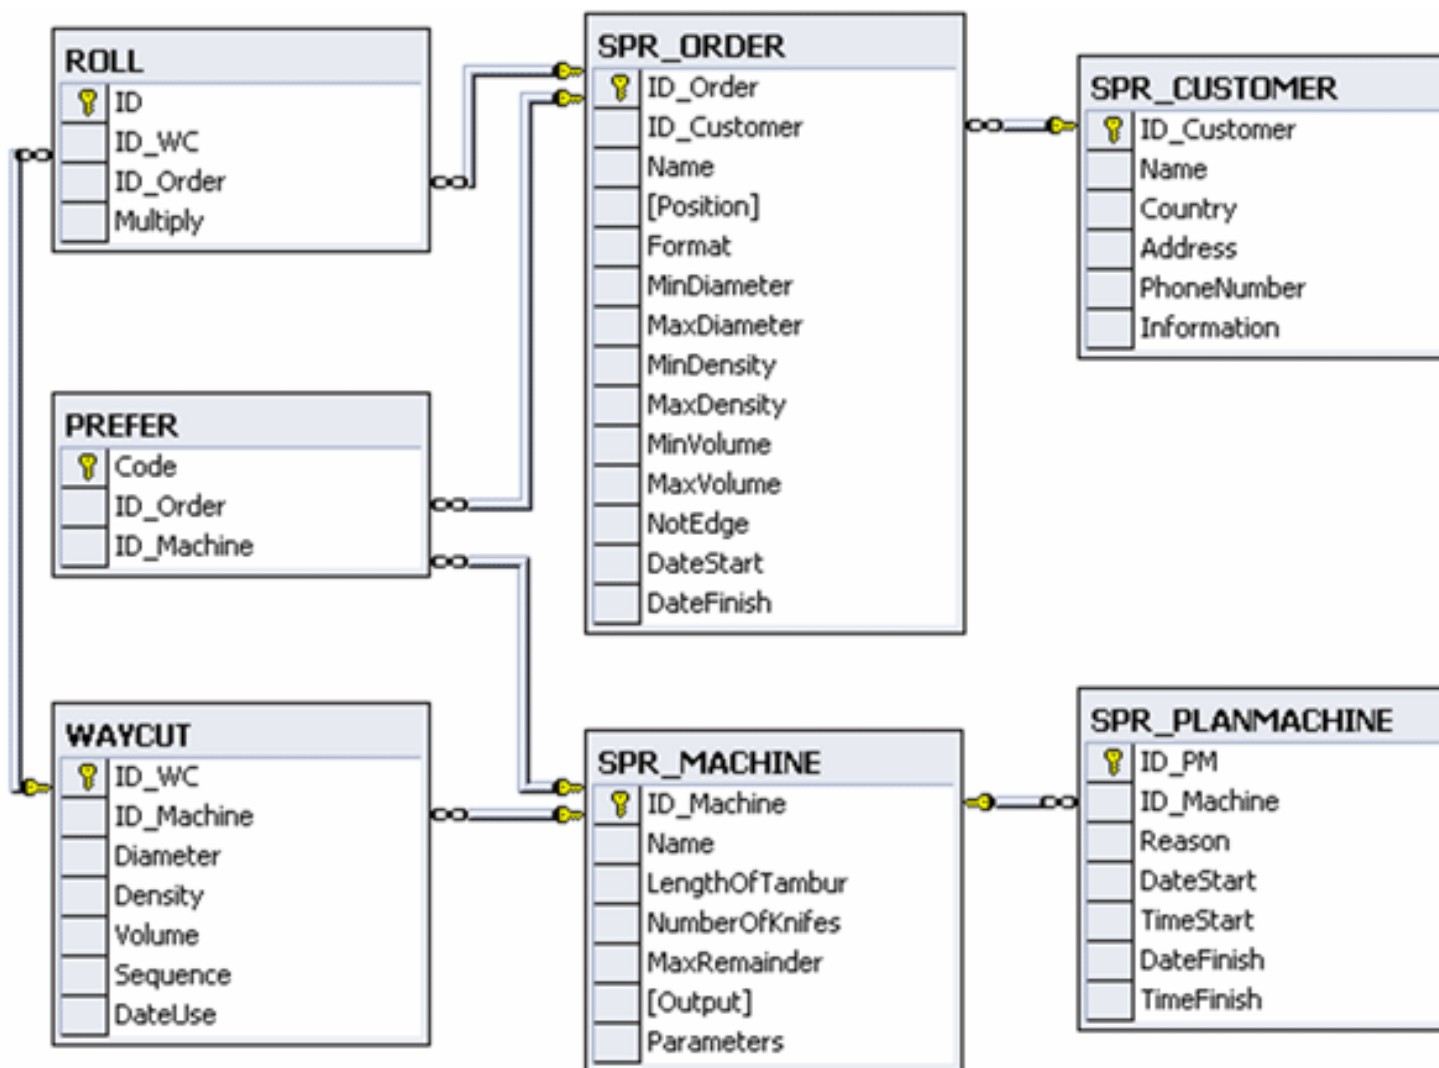 ROLL
ID
ID_WC
ID_Order
Multiply
PREFER
Code
ID_Order
ID_Machine
WAYCUT
ID_WC
ID_Machine
Diameter
Density
Volume
Sequence
DateUse
SPR_ORDER
ID_Order
ID_Customer
Name
[Position]
Format
MinDiameter
MaxDiameter
MinDensity
MaxDensity
MinVolume
MaxVolume
NotEdge
DateStart
DateFinish
SPR_MACHINE
ID_Machine
Name
LengthOfTambur
NumberOfKnifes
MaxRemainder
[Output]
Parameters
SPR_CUSTOMER
ID_Customer
Name
Country
Address
PhoneNumber
Information
SPR_PLANMACHINE
ID_PM
ID_Machine
Reason
DateStart
TimeStart
DateFinish
TimeFinish